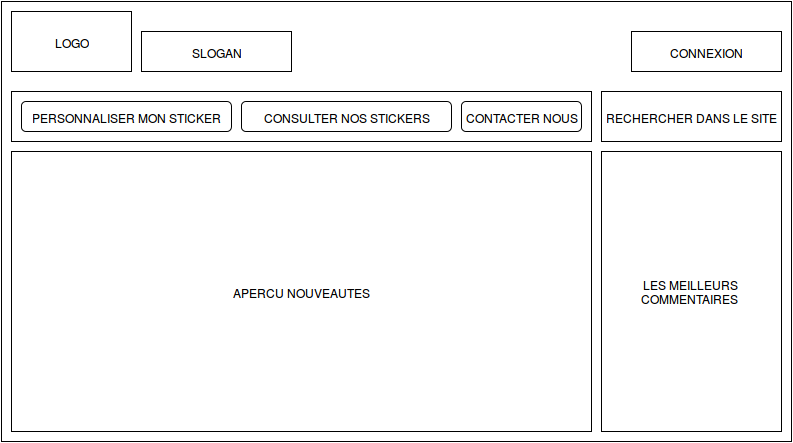 LOGO
SLOGAN
CONNEXION
PERSONNALISER MON STICKER
CONSULTER NOS STICKERS
CONTACTER NOUS
RECHERCHER DANS LE SITE
APERCU NOUVEAUTES
LES MEILLEURS
COMMENTAIRES